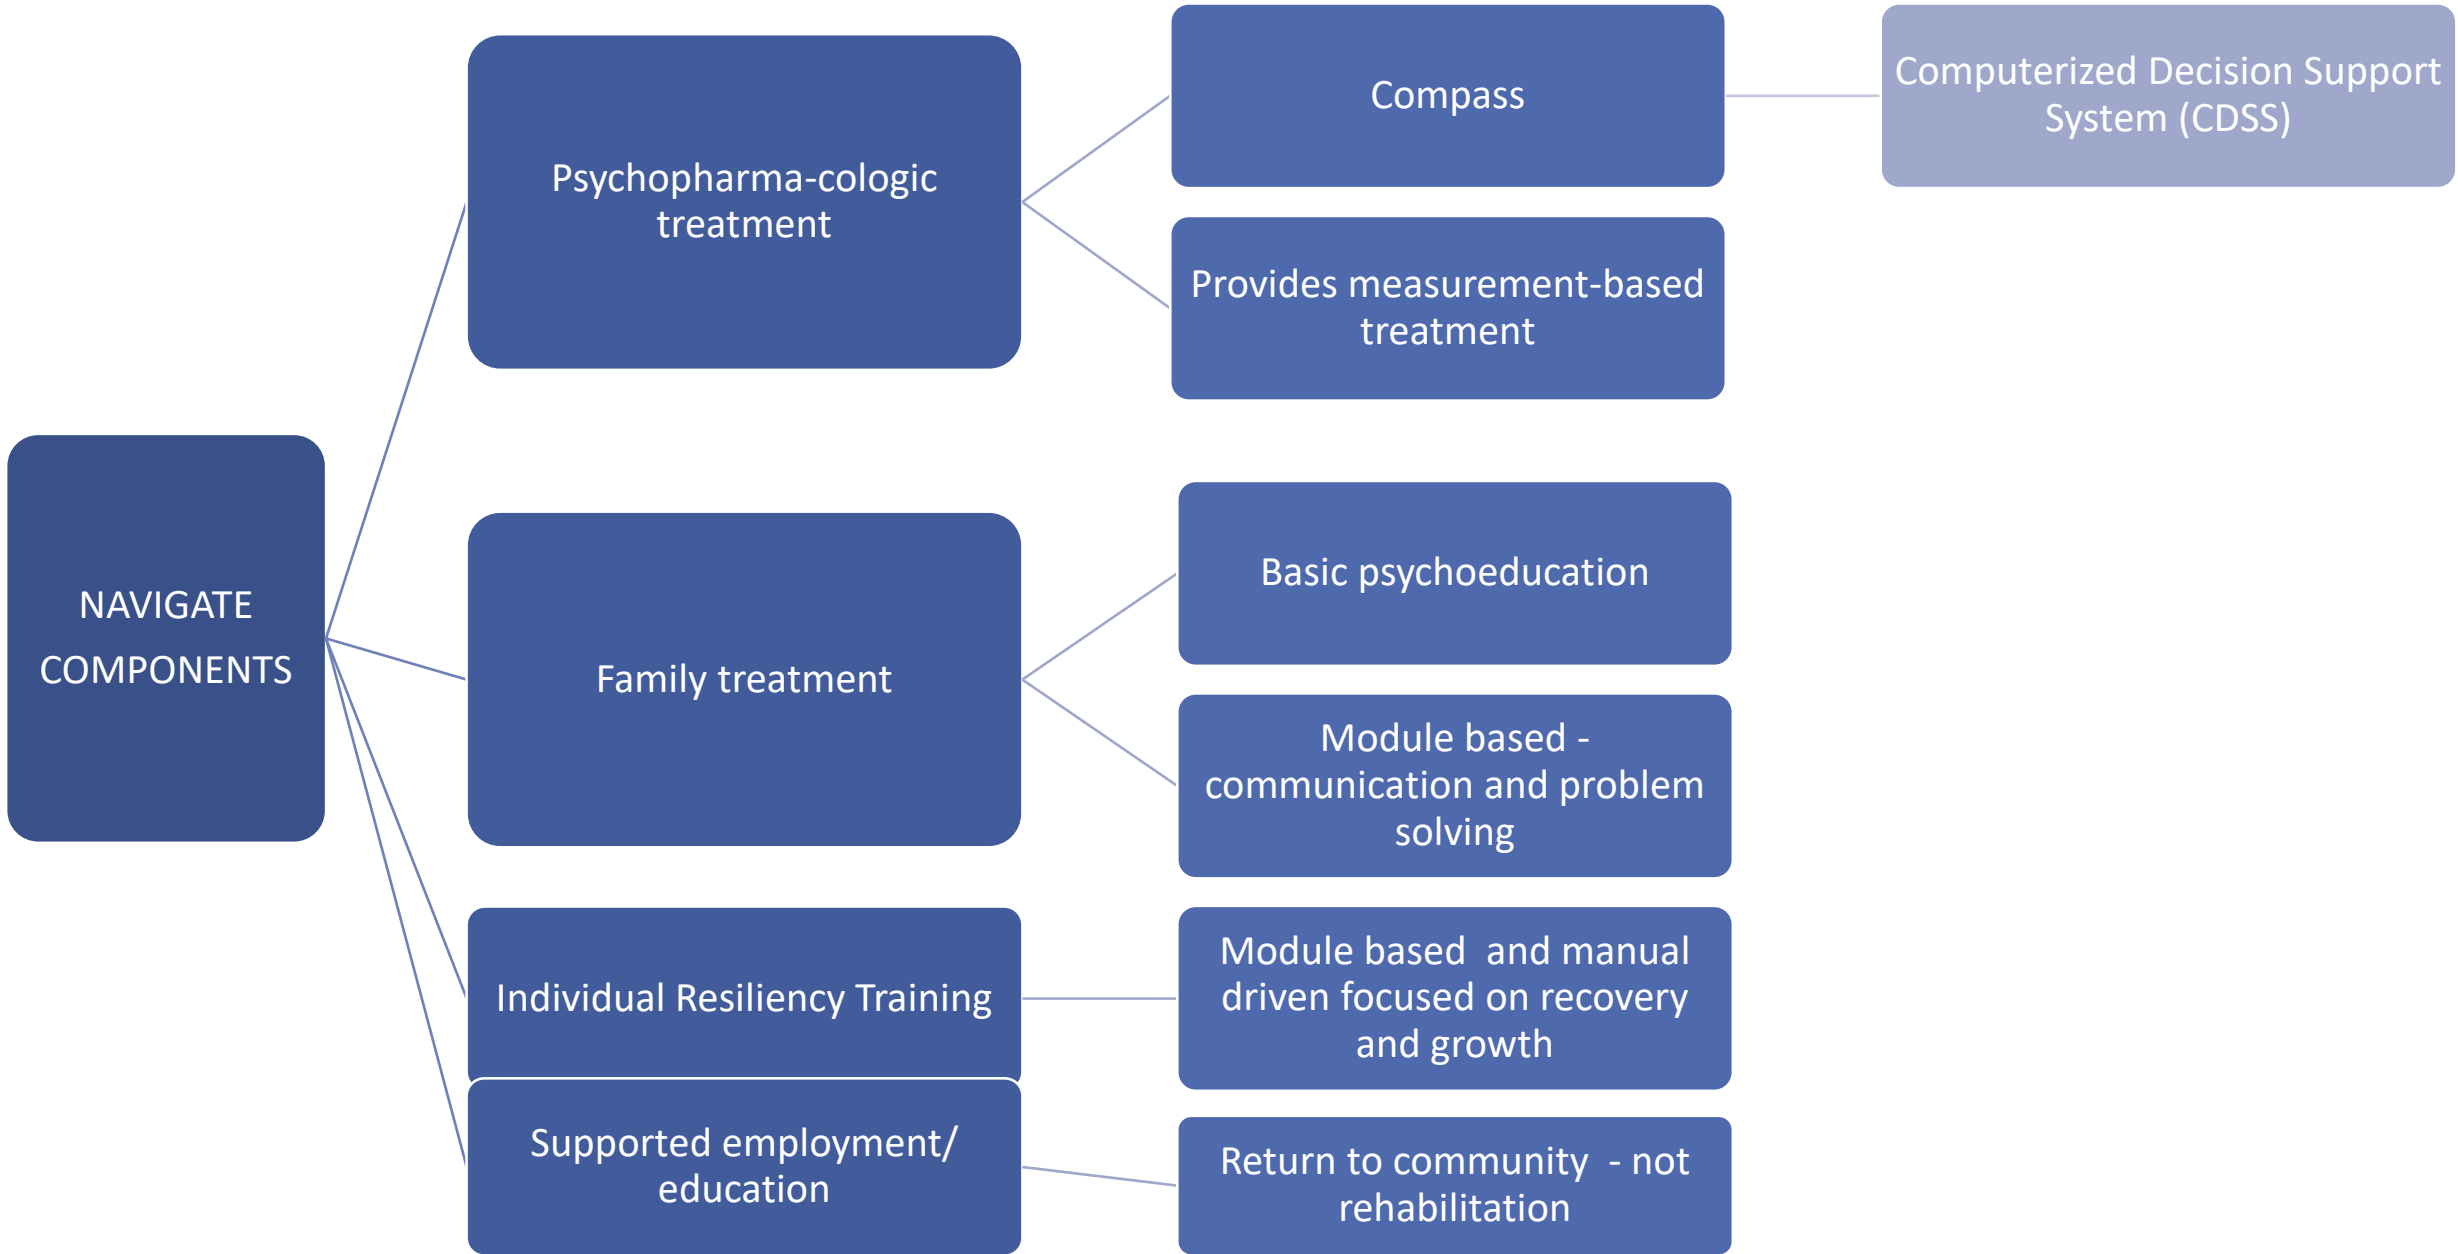 NAVIGATE
COMPONENTS
Psychopharma-cologic
treatment
Compass
Computerized Decision Support
System (CDSS)
Provides measurement-based
treatment
Family treatment
Basic psychoeducation
Module based -
communication and problem
solving
Individual Resiliency Training
Module based  and manual
driven focused on recovery
and growth
Supported employment/
education
Return to community  - not
rehabilitation